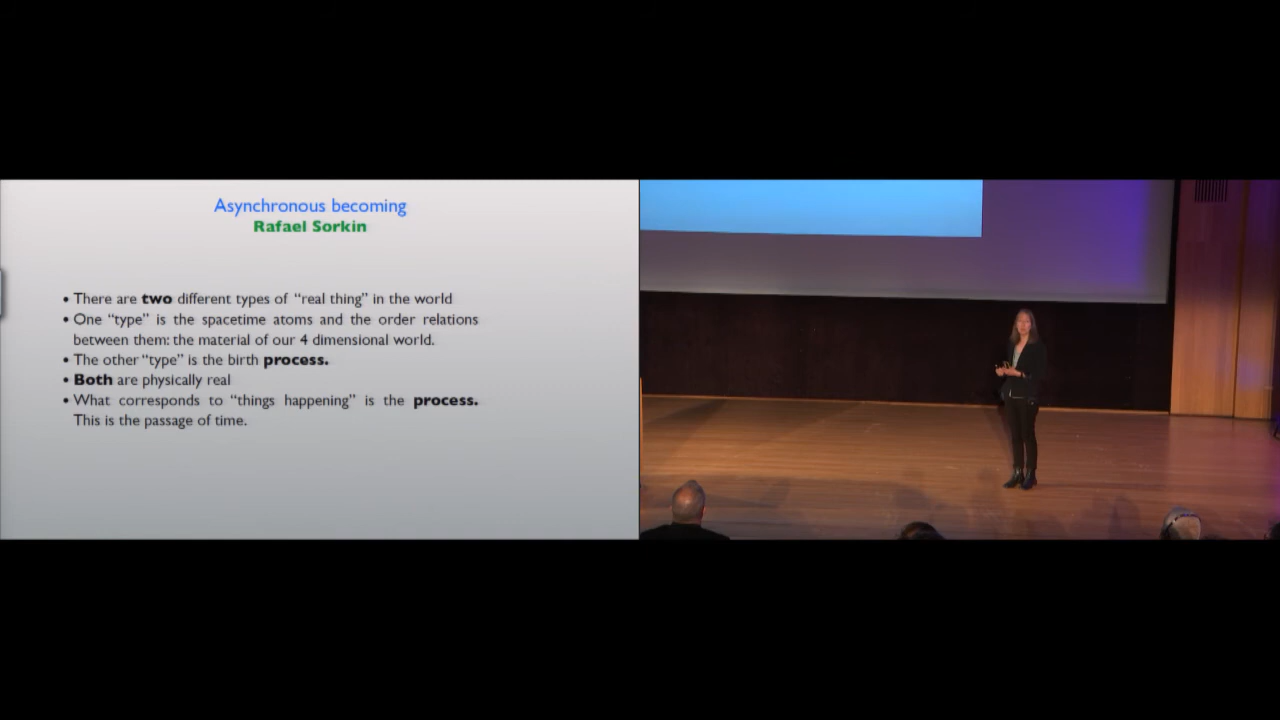 Asynchronous becoming
Rafael Sorkin
• There are two different types of “real thing” in the world
• One “type” is the spacetime atoms and the order relations
between them: the material of our 4 dimensional world.
• The other “type” is the birth process.
• Both are physically real
• What corresponds to “things happening” is the process.
This is the passage of time.